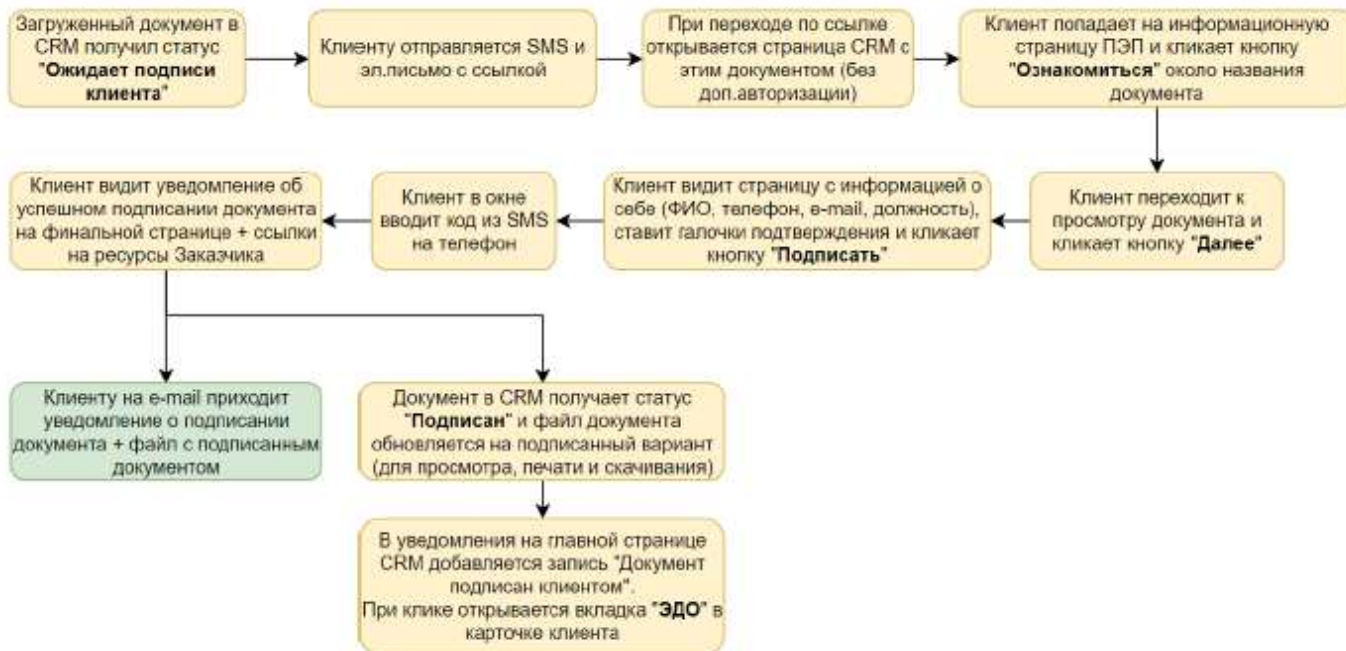 Загруженный документ в
CRM получил статус
"Ожидает подписи
клиента"
Клиенту отправляется SMS и
эл.письмо с ссылкой
При переходе по ссылке
открывается страница CRM с
этим документом (без
доп.авторизации)
Клиент попадает на информационную
страницу ПЭП и кликает кнопку
"Ознакомиться" около названия
документа
Клиент переходит к
просмотру документа и
кликает кнопку "Далее"
Клиент видит страницу с информацией о
себе (ФИО, телефон, e-mail, должность),
ставит галочки подтверждения и кликает
кнопку "Подписать"
Клиент в окне
вводит код из SMS
на телефон
Клиент видит уведомление об
успешном подписании документа
на финальной странице + ссылки
на ресурсы Заказчика
Клиенту на e-mail приходит
уведомление о подписании
документа + файл с подписанным
документом
Документ в CRM получает статус
"Подписан" и файл документа
обновляется на подписанный вариант
(для просмотра, печати и скачивания)
В уведомления на главной странице
CRM добавляется запись "Документ
подписан клиентом".
При клике открывается вкладка "ЭДО" в
карточке клиента